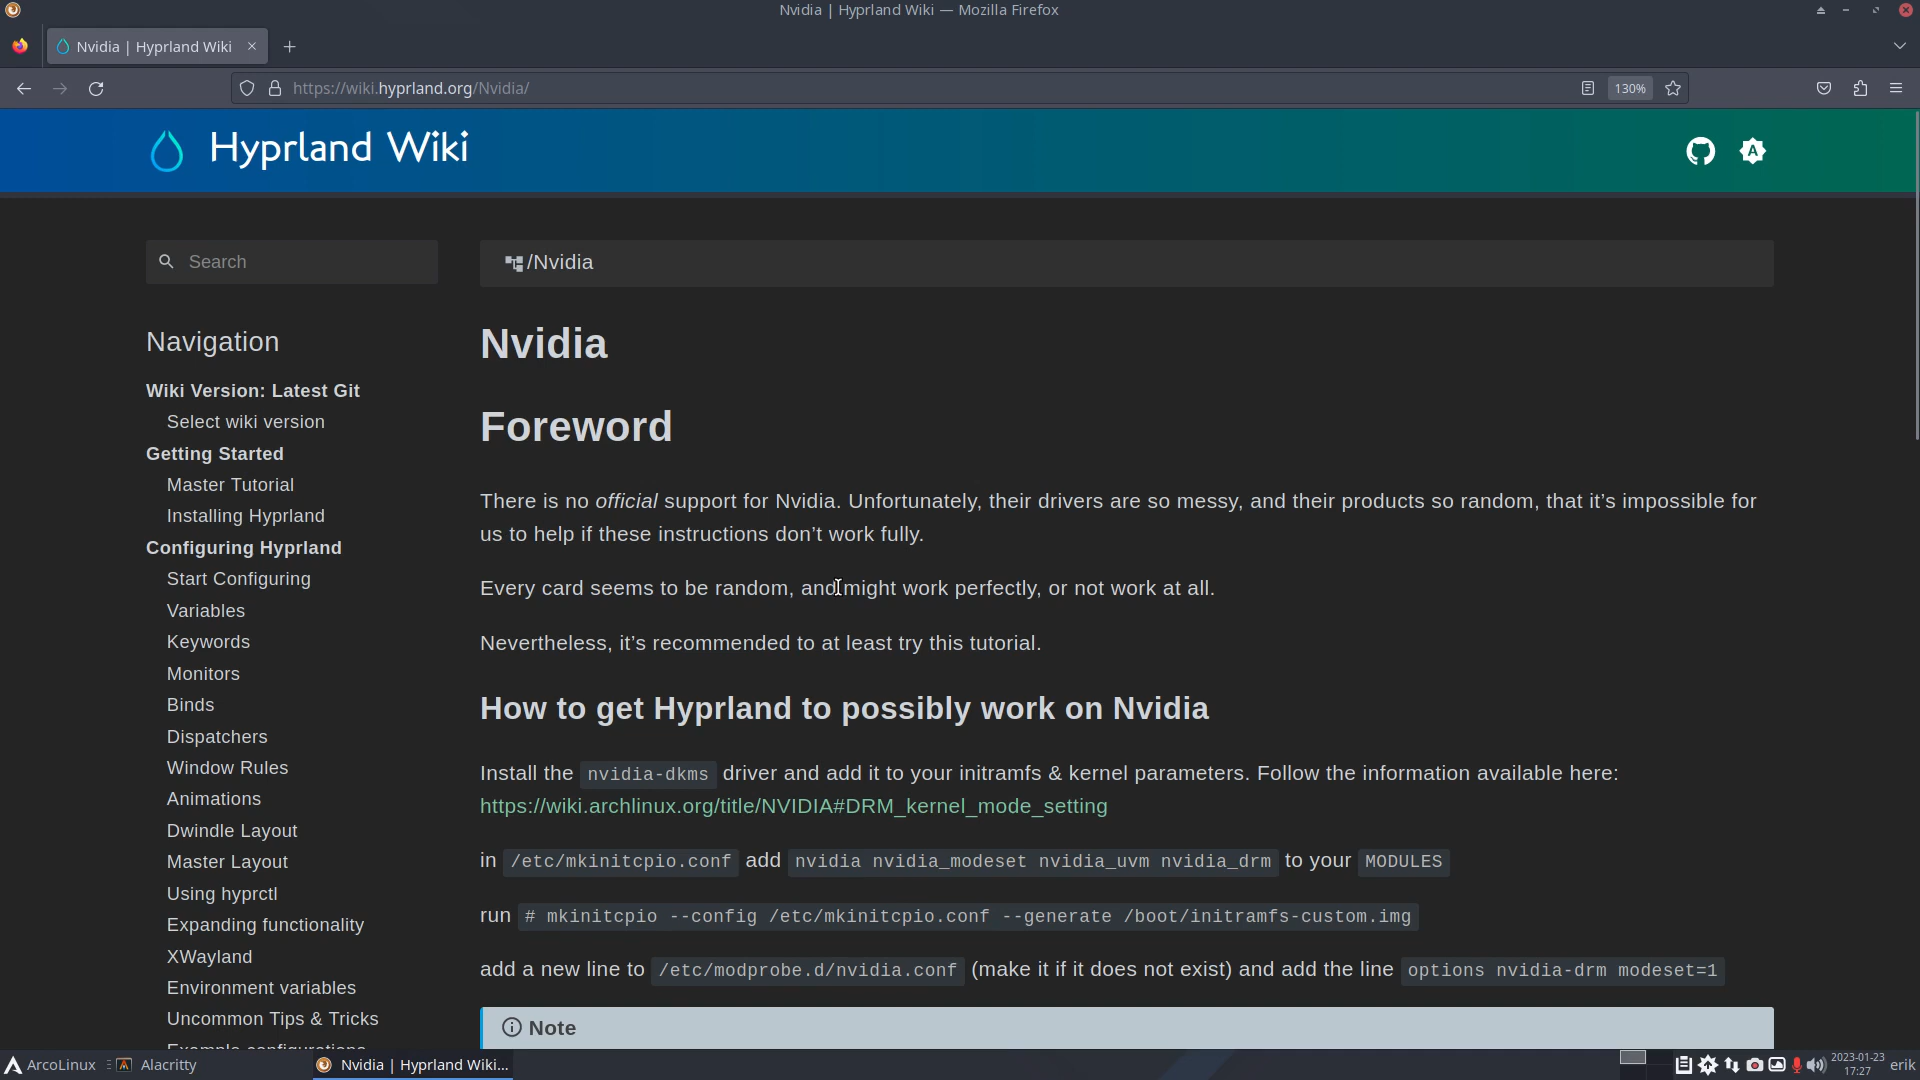 Nvidia | Hyprland Wiki — Mozilla Firefox
Nvidia | Hyprland Wiki
https://wiki.hyprland.org/Nvidia/
130%
Hyprland Wiki
A
Search
/Nvidia
Navigation
Wiki Version: Latest Git
Select wiki version
Getting Started
Master Tutorial
Installing Hyprland
Configuring Hyprland
Start Configuring
Variables
Keywords
Monitors
Binds
Dispatchers
Window Rules
Animations
Dwindle Layout
Master Layout
Using hyprctl
Expanding functionality
XWayland
Environment variables
Uncommon Tips & Tricks
Example configurations
Nvidia
Foreword
There is no official support for Nvidia. Unfortunately, their drivers are so messy, and their products so random, that it’s impossible for
us to help if these instructions don’t work fully.
Every card seems to be random, and might work perfectly, or not work at all.
Nevertheless, it’s recommended to at least try this tutorial.
How to get Hyprland to possibly work on Nvidia
Install the nvidia-dkms driver and add it to your initramfs & kernel parameters. Follow the information available here:
https://wiki.archlinux.org/title/NVIDIA#DRM_kernel_mode_setting
in /etc/mkinitcpio.conf add nvidia nvidia_modeset nvidia_uvm nvidia_drm to your MODULES
run # mkinitcpio --config /etc/mkinitcpio.conf --generate /boot/initramfs-custom.img
add a new line to /etc/modprobe.d/nvidia.conf (make it if it does not exist) and add the line options nvidia-drm modeset=1
Note
ArcoLinux
Alacritty
Nvidia | Hyprland Wiki...
2023-01-23
17:27
erik